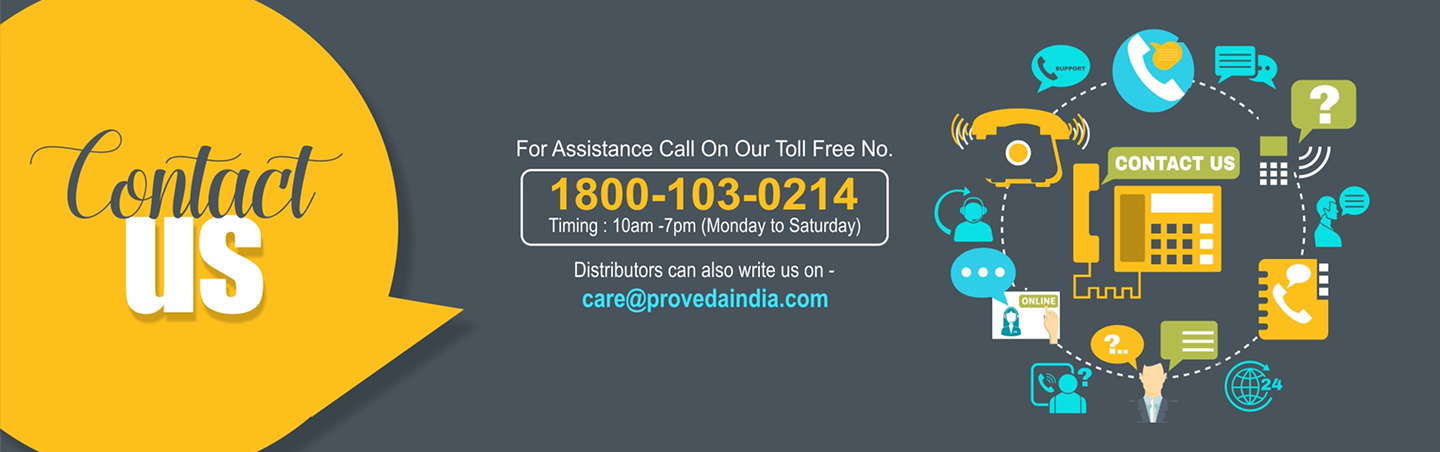 Contact
us
For Assistance Call On Our Toll Free No.
1800-103-0214
Timing : 10am -7pm (Monday to Saturday)
Distributors can also write us on -
care@provedaindia.com
SUPPORT
?
CONTACT US
ONLINE
?..
?
24